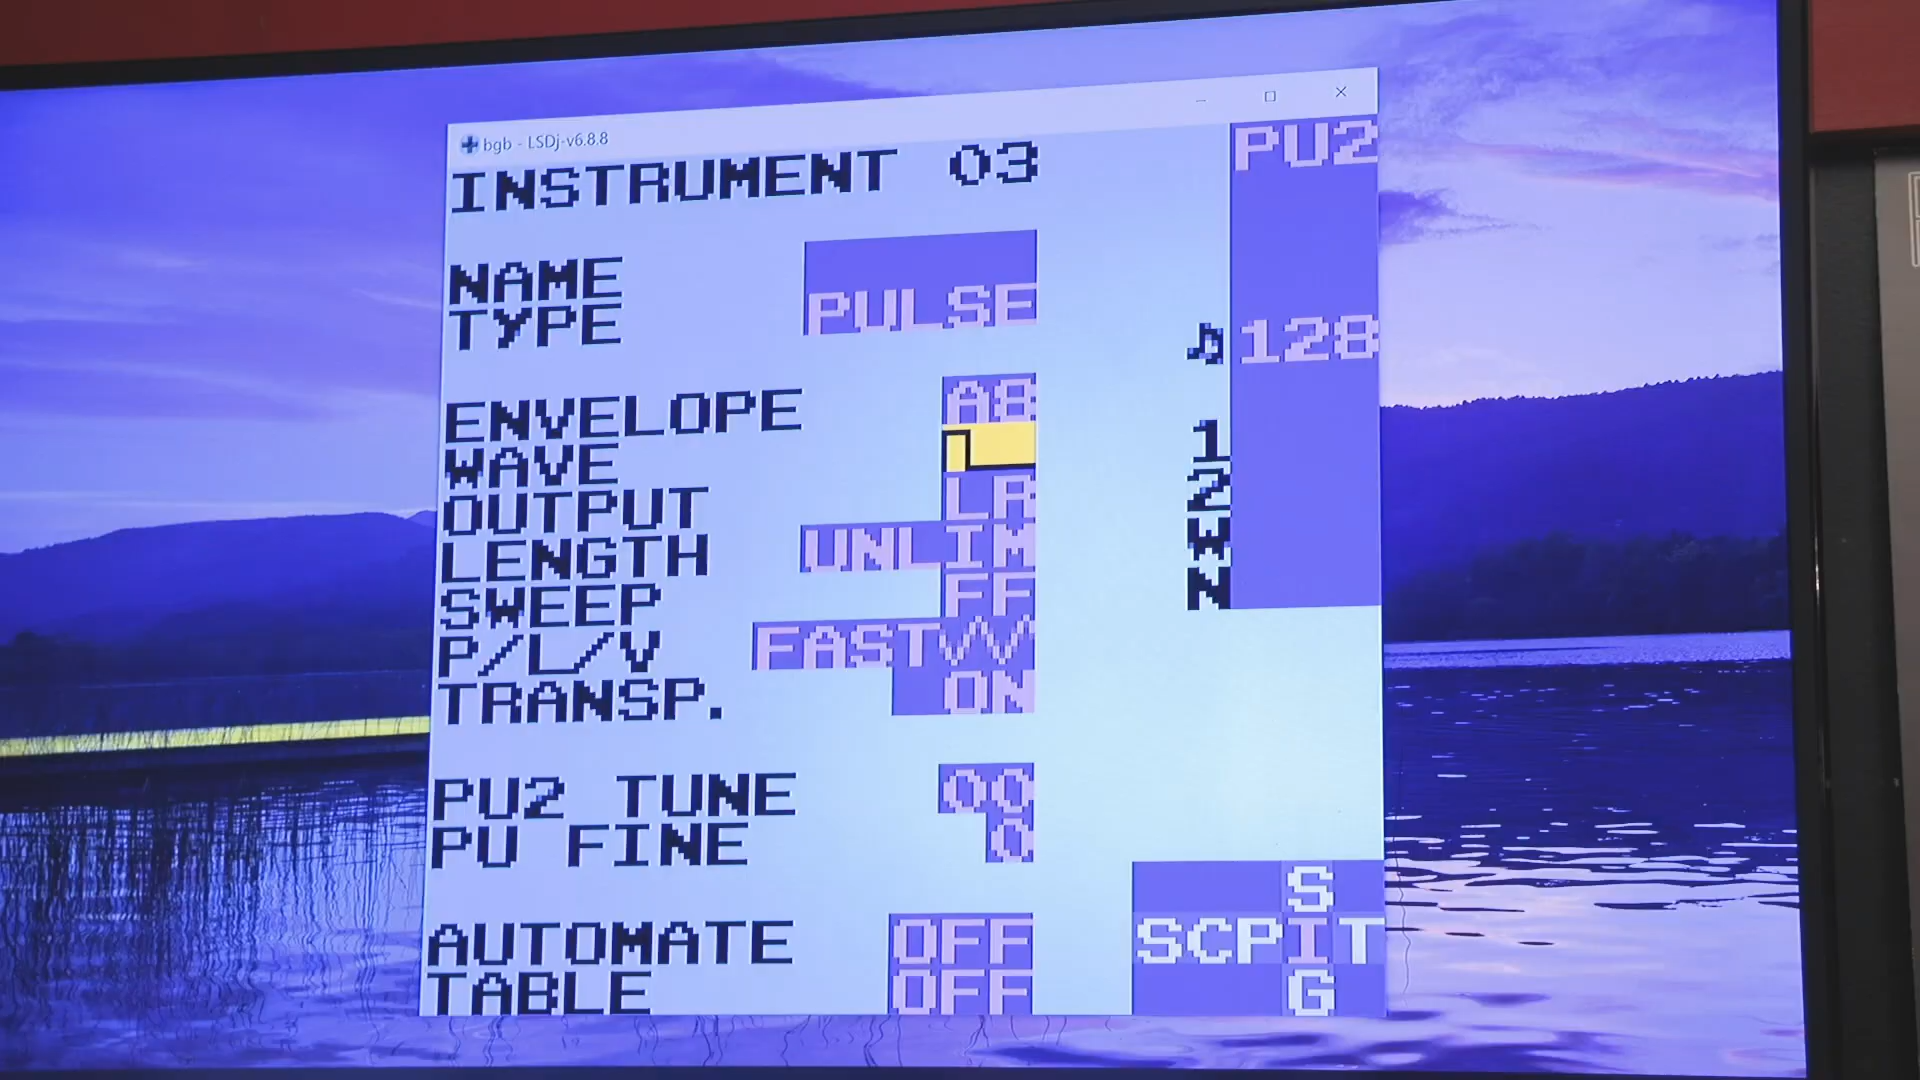 bgb - LSDj-v6.8.8
INSTRUMENT 03
PU2
NAME
TYPE PULSE
128
ENVELOPE A8
WAVE
1
OUTPUT LR
2
LENGTH UNLIM
W
SWEEP FF
N
P/L/V FAST
TRANSP. ON
PU2 TUNE 00
PU FINE 0
S
AUTOMATE OFF
SCPIT
TABLE OFF
G